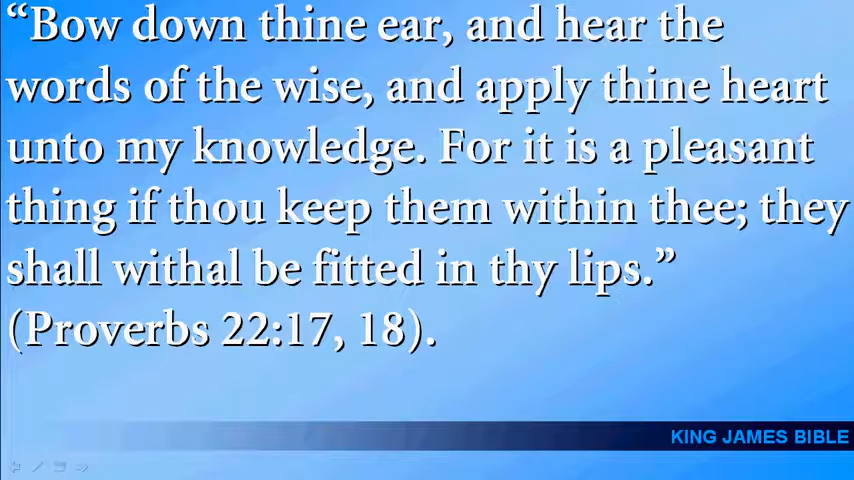 “Bow down thine ear, and hear the
words of the wise, and apply thine heart
unto my knowledge. For it is a pleasant
thing if thou keep them within thee; they
shall withal be fitted in thy lips.”
(Proverbs 22:17, 18).
KING JAMES BIBLE